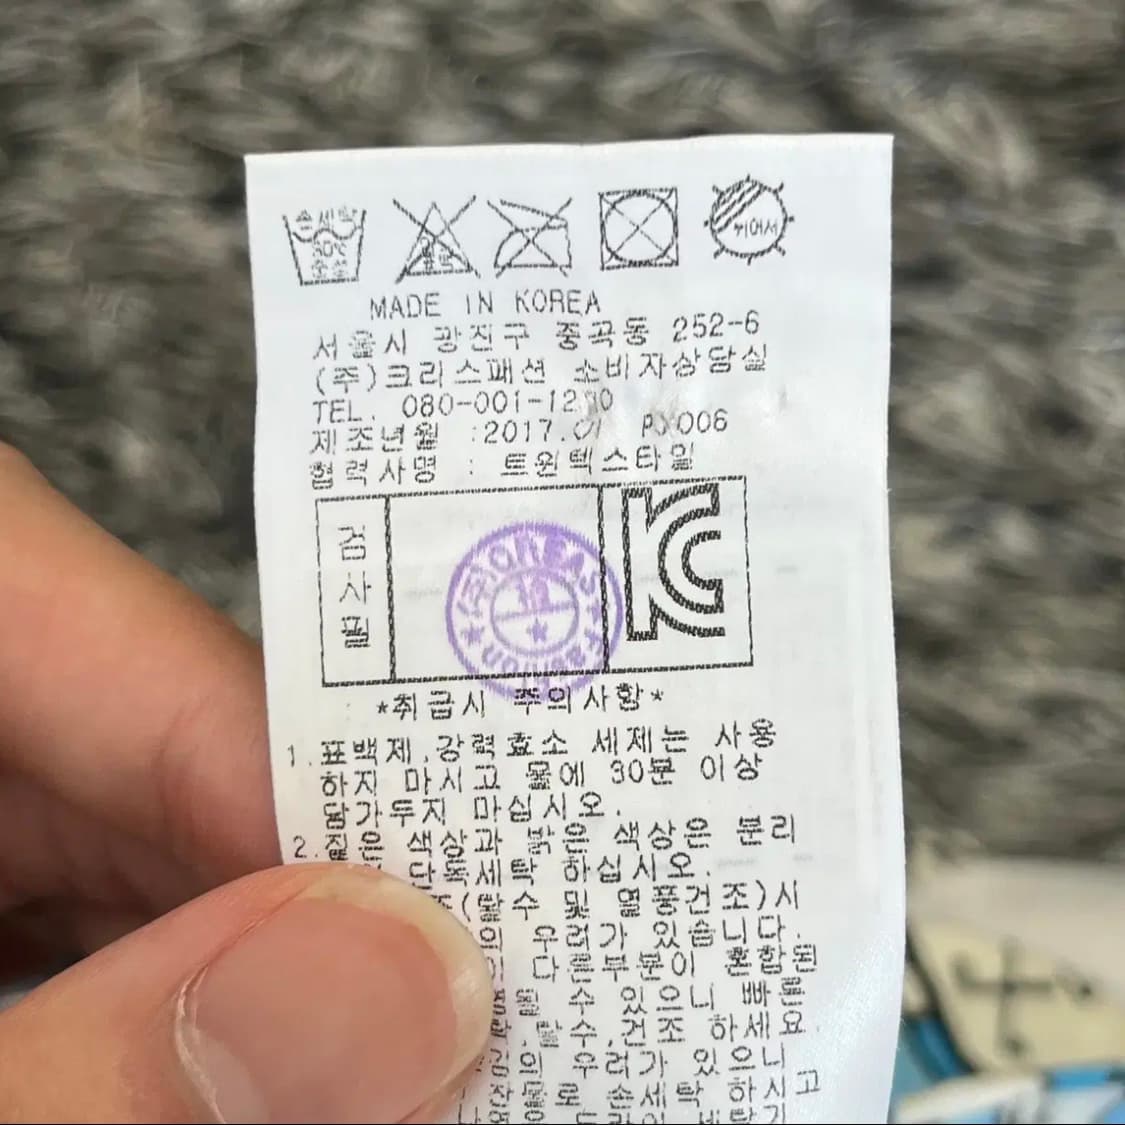 손세탁
30℃
중성
표백
뉘어서
MADE IN KOREA
서울시 광진구 중곡동 252-6
(주)크리스패션 소비자상담실
TEL. 080-001-
제조년월 :2017.
협력사명 : 트윈텍스타일
검
사
필
KC
*취급시 주의사항*
1.표백제,강력효소 세제는 사용
하지 마시고 물에 30분 이상
담가두지 마십시오.
2.짙은 색상과 밝은 색상은 분리
단독세탁 하십시오.
(탈수 및 열풍건조)시
우려가 있습니다.
다른부분이 혼합된
수 있으니 빠른
,탈수,건조 하세요.
우려가 있으니
찬물로 손세탁 하시고